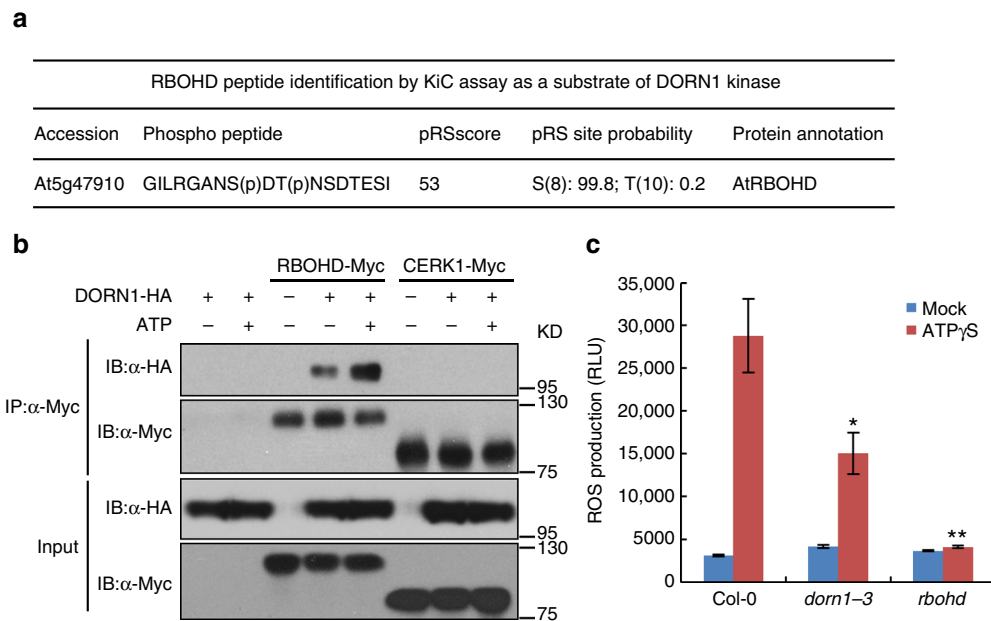 a
RBOHD peptide identification by KiC assay as a substrate of DORN1 kinase
Accession Phospho peptide pRSscore pRS site probability Protein annotation
At5g47910 GILRGANS(p)DT(p)NSDTESI 53 S(8): 99.8; T(10): 0.2 AtRBOHD
b
RBOHD-Myc CERK1-Myc
DORN1-HA + + – + + – + +
ATP – + – – + – – +
KD
IP:α-Myc
IB:α-HA
95
130
IB:α-Myc
75
Input
IB:α-HA
95
130
IB:α-Myc
75
c
ROS production (RLU)
35,000
30,000
25,000
20,000
15,000
10,000
5000
0
Mock
ATPγS
*
**
Col-0 dorn1–3 rbohd